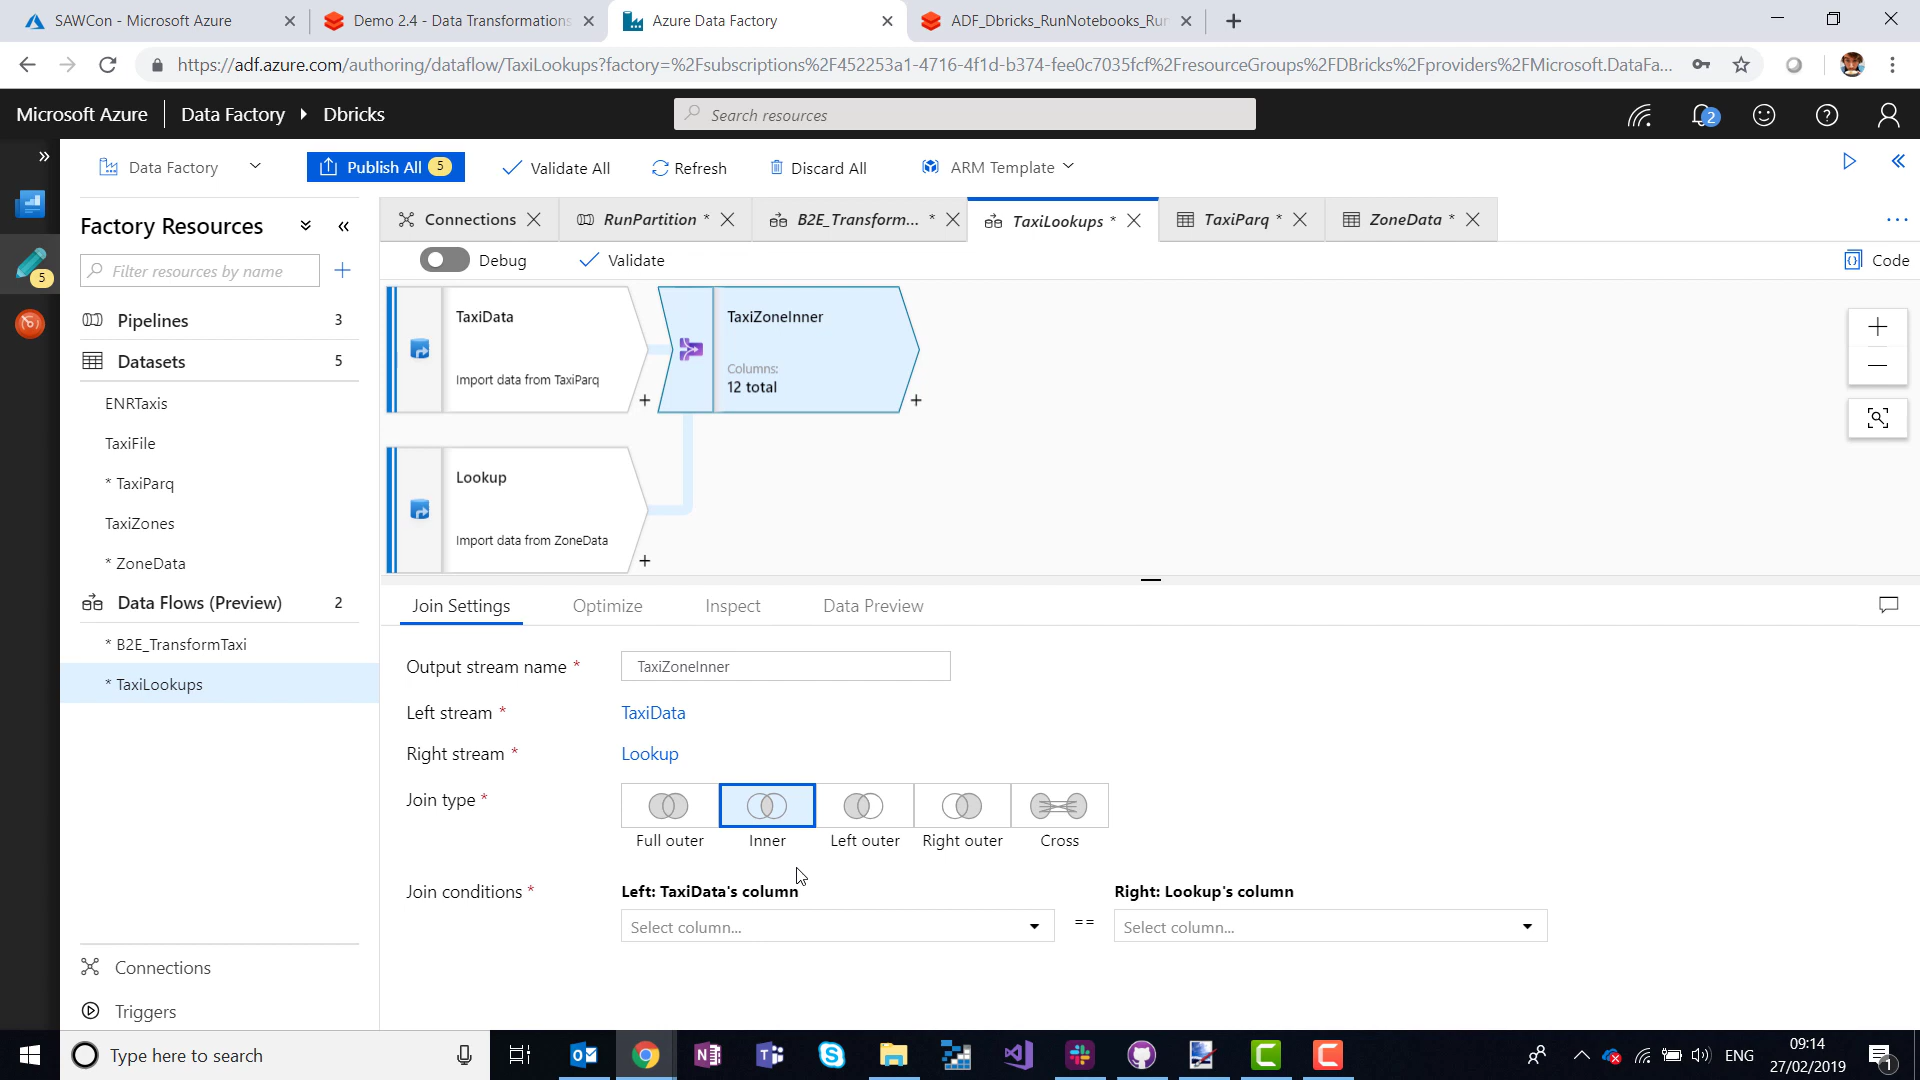 SAWCon - Microsoft Azure
Demo 2.4 - Data Transformations
Azure Data Factory
ADF_Dbricks_RunNotebooks_Run
https://adf.azure.com/authoring/dataflow/TaxiLookups?factory=%2Fsubscriptions%2F452253a1-4716-4f1d-b374-fee0c7035fcf%2FresourceGroups%2FDBricks%2Fproviders%2FMicrosoft.DataFa...
Microsoft Azure
Data Factory
Dbricks
Search resources
2
Data Factory
Publish All 5
Validate All
Refresh
Discard All
ARM Template
5
Factory Resources
Filter resources by name
Pipelines 3
Datasets 5
ENRTaxis
TaxiFile
* TaxiParq
TaxiZones
* ZoneData
Data Flows (Preview) 2
* B2E_TransformTaxi
* TaxiLookups
Connections
Triggers
Connections
RunPartition *
B2E_Transform... *
TaxiLookups *
TaxiParq *
ZoneData *
...
Debug
Validate
Code
TaxiData
Import data from TaxiParq
TaxiZoneInner
Columns:
12 total
Lookup
Import data from ZoneData
Join Settings
Optimize
Inspect
Data Preview
Output stream name *
TaxiZoneInner
Left stream *
TaxiData
Right stream *
Lookup
Join type *
Full outer
Inner
Left outer
Right outer
Cross
Join conditions *
Left: TaxiData's column
Right: Lookup's column
Select column...
==
Select column...
Type here to search
ENG
09:14
27/02/2019
1